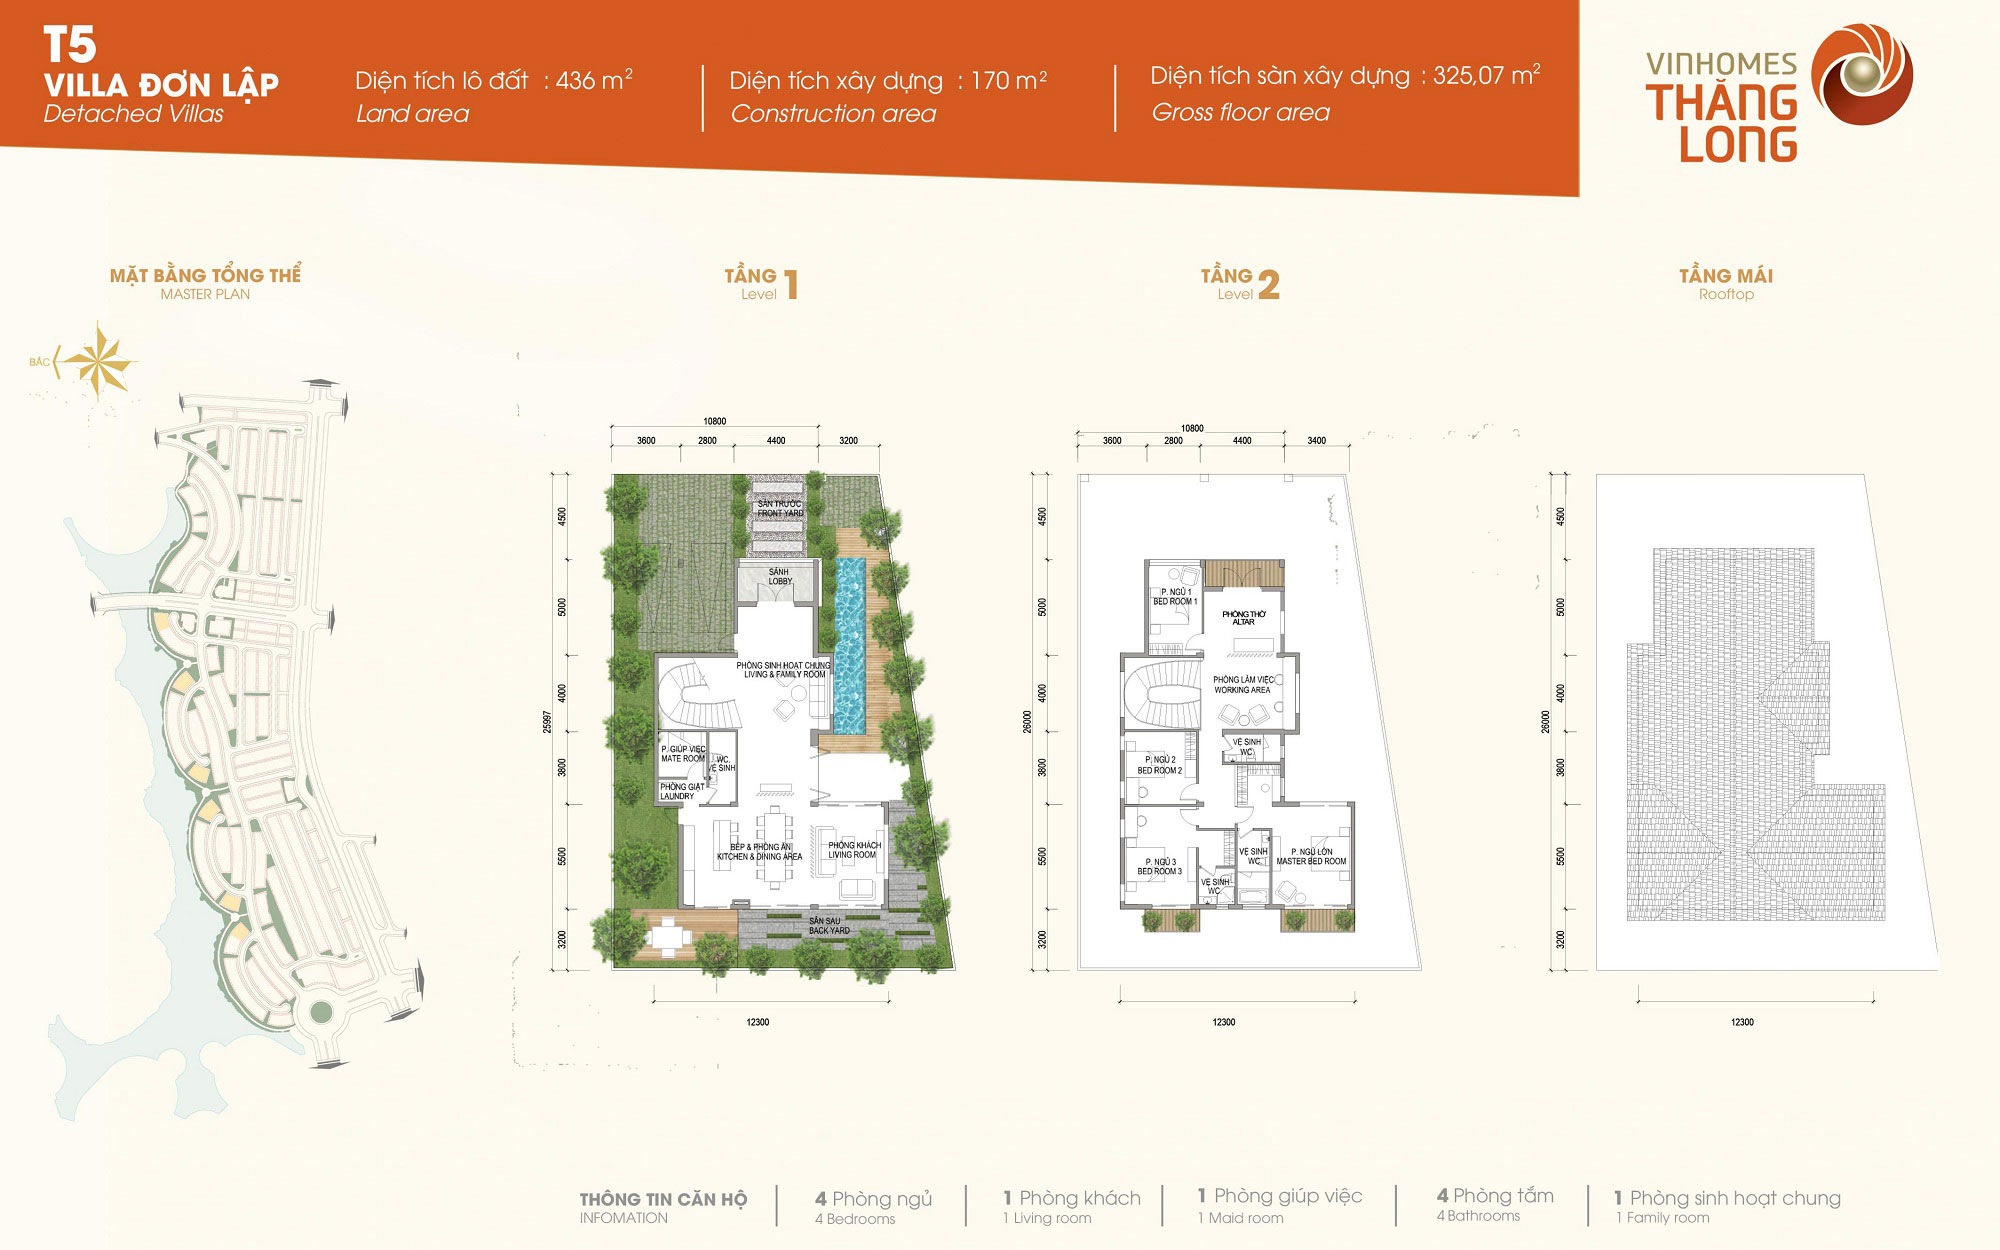 T5
VILLA ĐƠN LẬP
Detached Villas
Diện tích lô đất : 436 m²
Land area
Diện tích xây dựng : 170 m²
Construction area
Diện tích sàn xây dựng : 325,07 m²
Gross floor area
VINHOMES
THĂNG
LONG
MẶT BẰNG TỔNG THỂ
MASTER PLAN
BẮC
TẦNG 1
Level
10800
3600 2800 4400 3200
4500
5000
4000
3800
5500
3200
25997
SÂN TRƯỚC
FRONT YARD
SẢNH
LOBBY
PHÒNG SINH HOẠT CHUNG
LIVING & FAMILY ROOM
P. GIÚP VIỆC
MATE ROOM
WC.
VỆ SINH
PHÒNG GIẶT
LAUNDRY
BẾP & PHÒNG ĂN
KITCHEN & DINING AREA
PHÒNG KHÁCH
LIVING ROOM
SÂN SAU
BACK YARD
12300
TẦNG 2
Level
10800
3600 2800 4400 3400
4500
5000
4000
3800
5500
3200
26000
P. NGỦ 1
BED ROOM 1
PHÒNG THỜ
ALTAR
PHÒNG LÀM VIỆC
WORKING AREA
VỆ SINH
WC.
P. NGỦ 2
BED ROOM 2
P. NGỦ 3
BED ROOM 3
VỆ SINH
WC.
VỆ SINH
WC.
P. NGỦ LỚN
MASTER BED ROOM
12300
TẦNG MÁI
Rooftop
4500
5000
4000
3800
5500
3200
26000
12300
THÔNG TIN CĂN HỘ
INFOMATION
4 Phòng ngủ
4 Bedrooms
1 Phòng khách
1 Living room
1 Phòng giúp việc
1 Maid room
4 Phòng tắm
4 Bathrooms
1 Phòng sinh hoạt chung
1 Family room